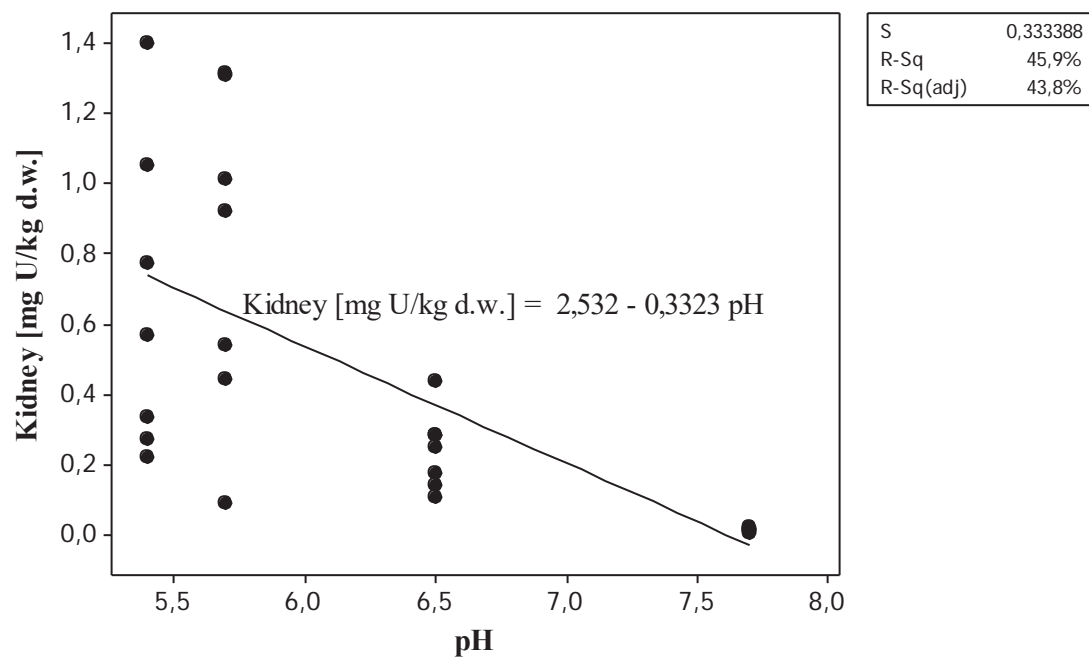 S 0,333388
R-Sq 45,9%
R-Sq(adj) 43,8%
Kidney [mg U/kg d.w.]
1,4
1,2
1,0
0,8
0,6
0,4
0,2
0,0
Kidney [mg U/kg d.w.] = 2,532 - 0,3323 pH
5,5 6,0 6,5 7,0 7,5 8,0
pH